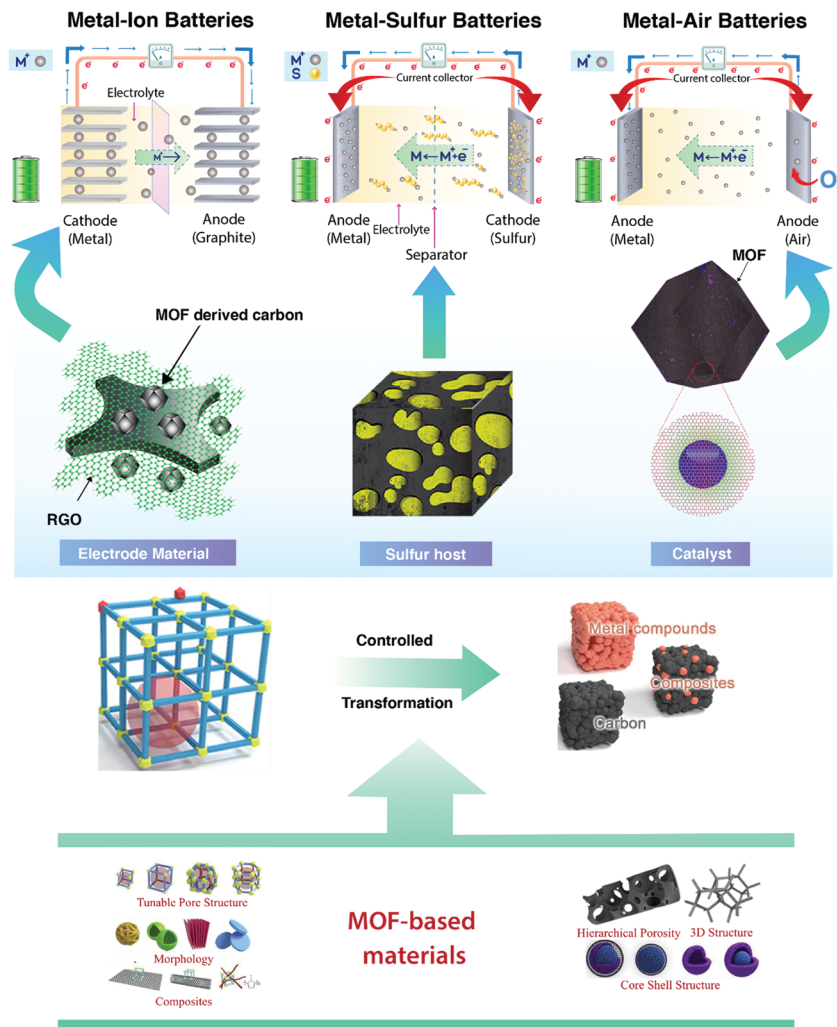 Metal-Ion Batteries
Metal-Sulfur Batteries
Metal-Air Batteries
M+
e-
e-
e-
e-
e-
e-
Electrolyte
M+
Cathode
(Metal)
Anode
(Graphite)
M+
S
e-
e-
e-
e-
e-
e-
Current collector
e-
e-
e-
e-
M←M++e-
Anode
(Metal)
Electrolyte
Separator
Cathode
(Sulfur)
M+
e-
e-
e-
e-
e-
e-
Current collector
e-
e-
e-
e-
M←M++e-
O
Anode
(Metal)
Anode
(Air)
MOF derived carbon
RGO
MOF
Electrode Material
Sulfur host
Catalyst
Controlled
Transformation
Metal compounds
Composites
Carbon
Tunable Pore Structure
Morphology
Composites
MOF-based
materials
Hierarchical Porosity
3D Structure
Core Shell Structure